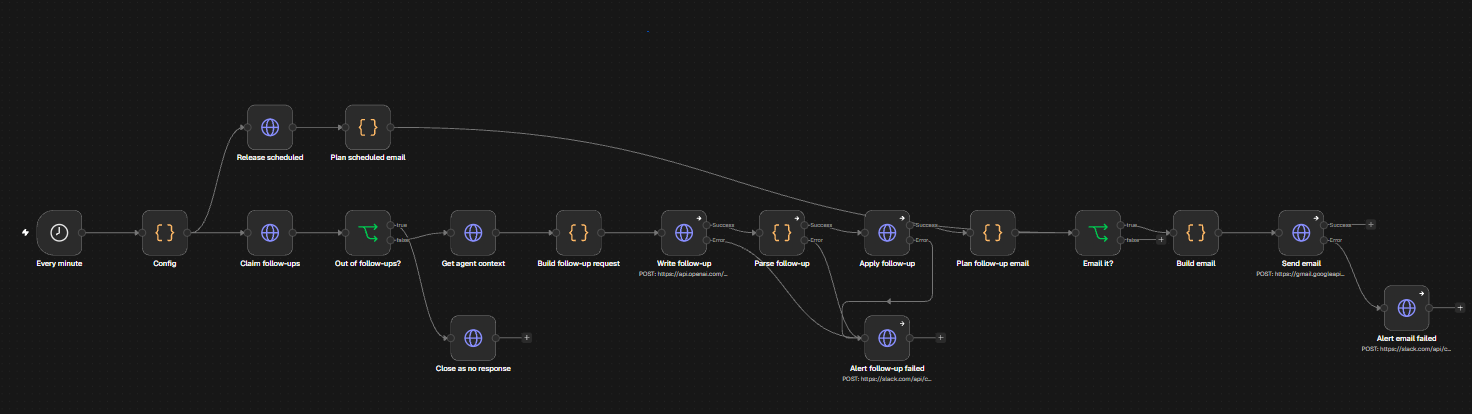 Release scheduled
Plan scheduled email
Every minute
Config
Claim follow-ups
Out of follow-ups?
true
false
Get agent context
Build follow-up request
Write follow-up
POST: https://api.openai.com/...
Success
Error
Parse follow-up
Success
Error
Apply follow-up
Success
Error
Plan follow-up email
Email it?
true
false
Build email
Send email
POST: https://gmail.googleapi...
Success
Error
Close as no response
Alert follow-up failed
POST: https://slack.com/api/c...
Alert email failed
POST: https://slack.com/api/c...